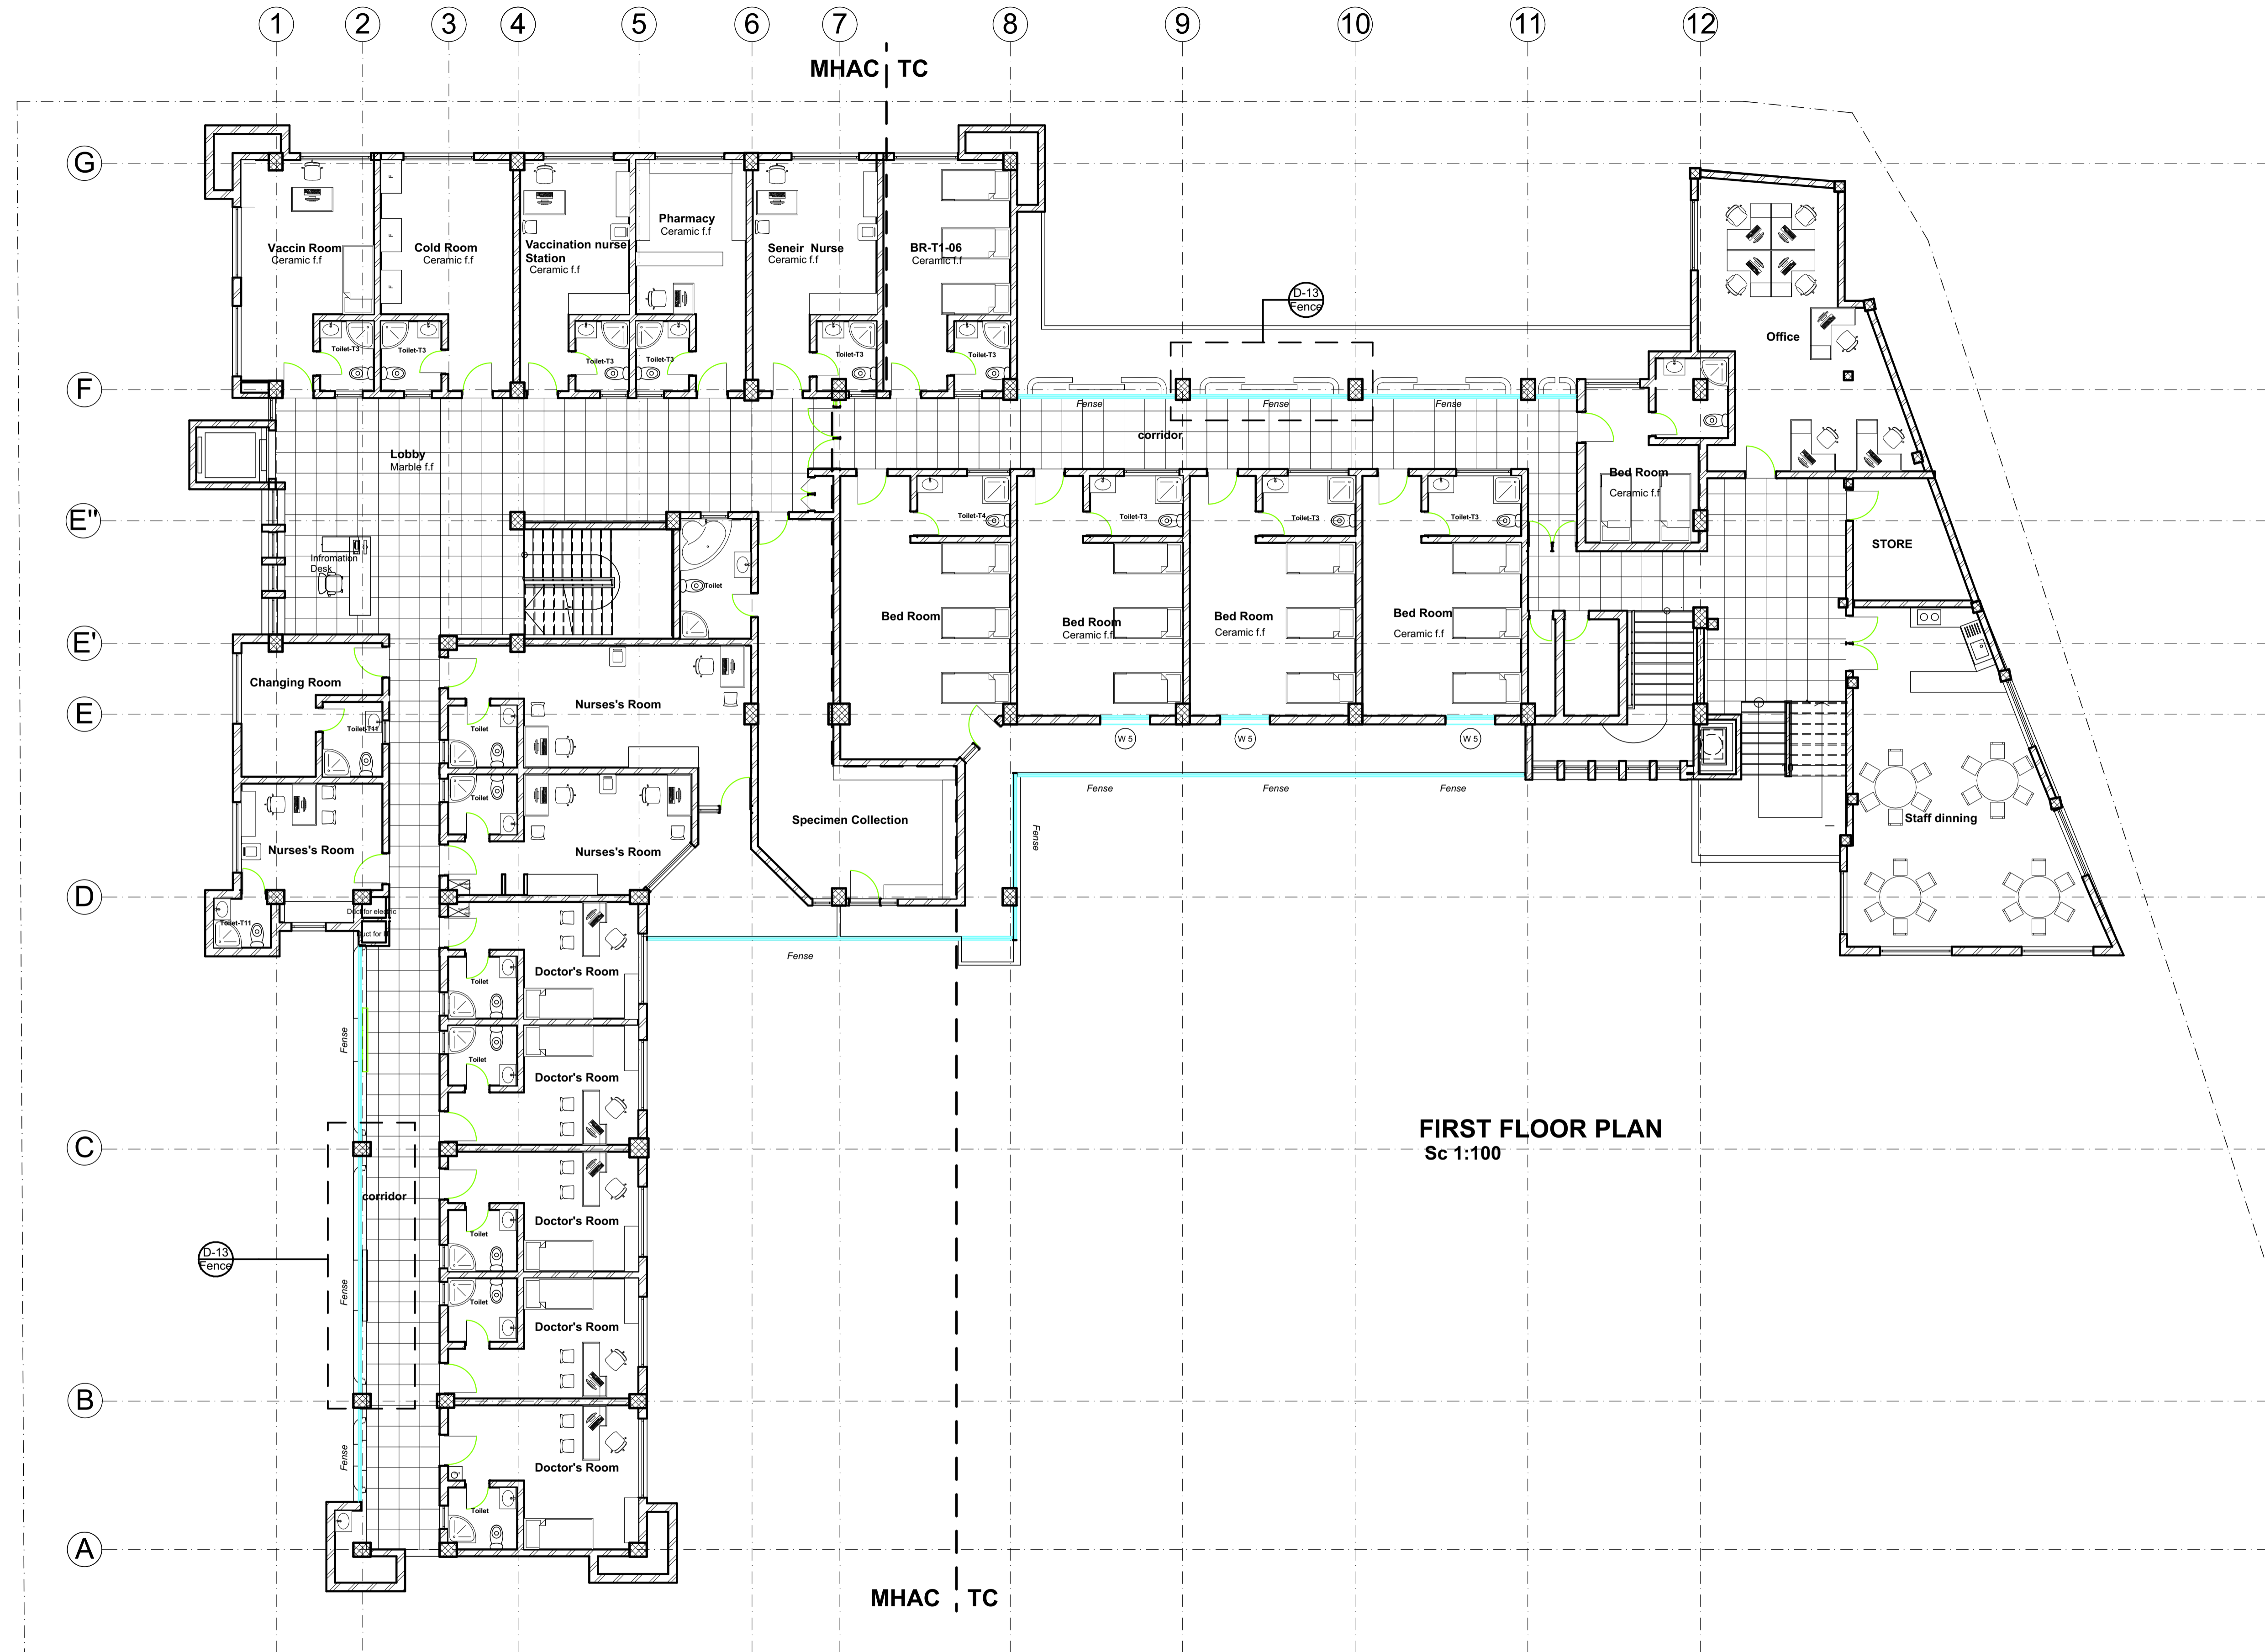 1 2 3 4 5 6 7 8 9 10 11 12
MHAC TC
G
Vaccin Room
Ceramic f.f
Cold Room
Ceramic f.f
F
F
F
Vaccination nurse
Station
Ceramic f.f
Pharmacy
Ceramic f.f
Seneir Nurse
Ceramic f.f
BR-T1-06
Ceramic f.f
Toilet-T3
Toilet-T3
Toilet-T3
Toilet-T3
Toilet-T3
Toilet-T3
D-13
Fence
Office
F
Fense
Fense
Fense
corridor
Lobby
Marble f.f
Bed Room
Ceramic f.f
E"
Toilet-T4
Toilet-T3
Toilet-T3
Toilet-T3
STORE
Infromation
Desk
Toilet
Bed Room
Bed Room
Ceramic f.f
Bed Room
Ceramic f.f
Bed Room
Ceramic f.f
E'
Changing Room
Nurses's Room
E
Toilet-T11
Toilet
W 5
W 5
W 5
Fense
Fense
Fense
Toilet
Specimen Collection
Fense
Staff dinning
Nurses's Room
Nurses's Room
D
Duct for electric
Toilet-T11
Duct for IT
Fense
Doctor's Room
Toilet
Fense
Toilet
Doctor's Room
C
FIRST FLOOR PLAN
Sc 1:100
corridor
Doctor's Room
Toilet
D-13
Fence
Fense
Toilet
Doctor's Room
B
Fense
Doctor's Room
Toilet
A
MHAC TC